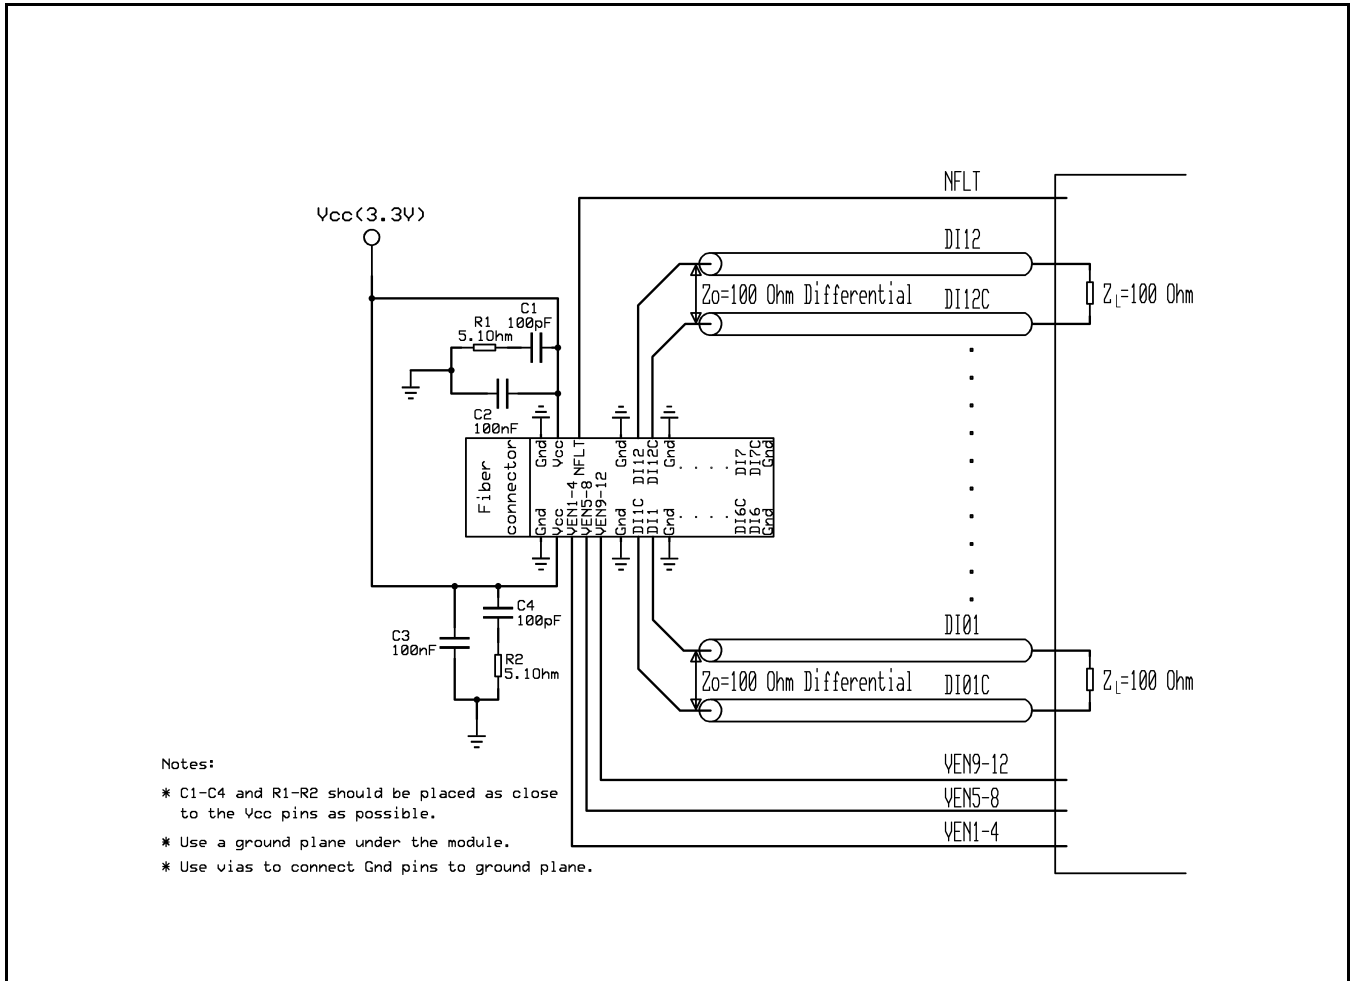 NFLT
Vcc(3.3V)
DI12
Zo=100 Ohm Differential
DI12C
ZL=100 Ohm
C1
100pF
R1
5.1Ohm
C2
100nF
Fiber
connector
Gnd
Vcc
NFLT
Gnd
DI12
DI12C
Gnd
. . . .
DI7
DI7C
Gnd
Gnd
Vcc
VEN1-4
VEN5-8
VEN9-12
Gnd
DI1C
DI1
Gnd
. . . .
DI6C
DI6
Gnd
C4
100pF
C3
100nF
R2
5.1Ohm
DI01
Zo=100 Ohm Differential
DI01C
ZL=100 Ohm
VEN9-12
VEN5-8
VEN1-4
Notes:
* C1-C4 and R1-R2 should be placed as close
to the Vcc pins as possible.
* Use a ground plane under the module.
* Use vias to connect Gnd pins to ground plane.